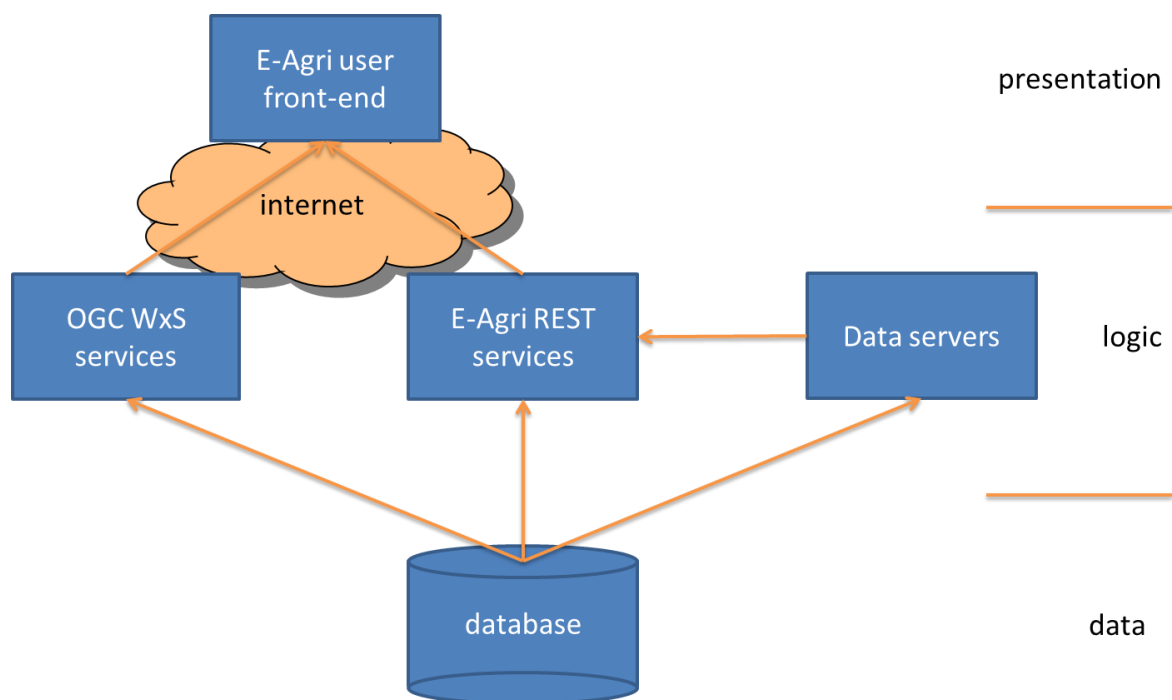 E-Agri user
front-end
presentation
internet
OGC WxS
services
E-Agri REST
services
Data servers
logic
database
data